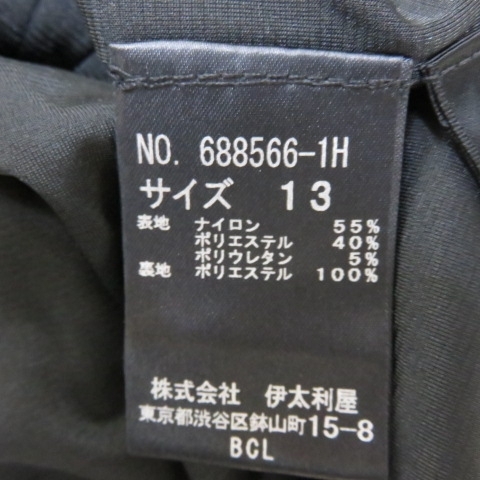 NO. 688566-1H
サイズ 13
表地 ナイロン 55%
ポリエステル 40%
ポリウレタン 5%
裏地 ポリエステル 100%
株式会社 伊太利屋
東京都渋谷区鉢山町15-8
BCL